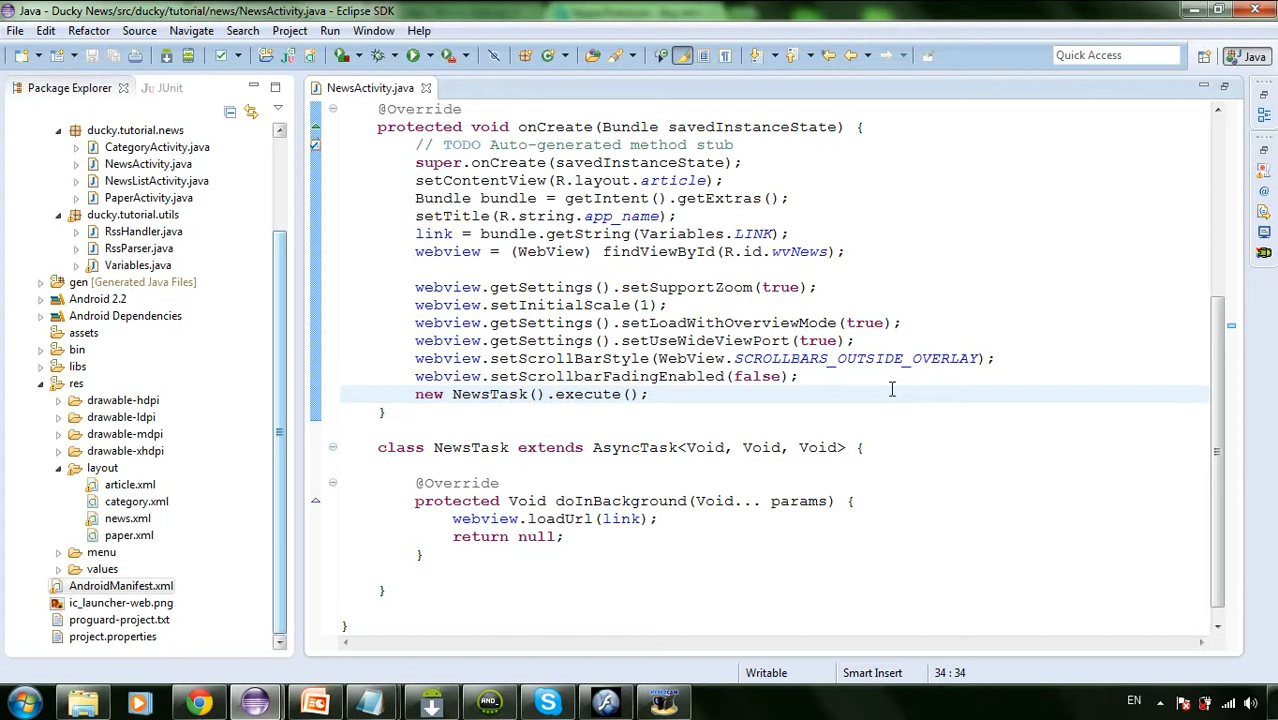 Java - Ducky News/src/ducky/tutorial/news/NewsActivity.java - Eclipse SDK
File Edit Refactor Source Navigate Search Project Run Window Help
Quick Access
Java
Package Explorer
JUnit
NewsActivity.java
ducky.tutorial.news
CategoryActivity.java
NewsActivity.java
NewsListActivity.java
PaperActivity.java
ducky.tutorial.utils
RssHandler.java
RssParser.java
Variables.java
gen [Generated Java Files]
Android 2.2
Android Dependencies
assets
bin
libs
res
drawable-hdpi
drawable-ldpi
drawable-mdpi
drawable-xhdpi
layout
article.xml
category.xml
news.xml
paper.xml
menu
values
AndroidManifest.xml
ic_launcher-web.png
proguard-project.txt
project.properties
@Override
protected void onCreate(Bundle savedInstanceState) {
// TODO Auto-generated method stub
super.onCreate(savedInstanceState);
setContentView(R.layout.article);
Bundle bundle = getIntent().getExtras();
setTitle(R.string.app_name);
link = bundle.getString(Variables.LINK);
webview = (WebView) findViewById(R.id.wvNews);
webview.getSettings().setSupportZoom(true);
webview.setInitialScale(1);
webview.getSettings().setLoadWithOverviewMode(true);
webview.getSettings().setUseWideViewPort(true);
webview.setScrollBarStyle(WebView.SCROLLBARS_OUTSIDE_OVERLAY);
webview.setScrollbarFadingEnabled(false);
new NewsTask().execute();
}
class NewsTask extends AsyncTask<Void, Void, Void> {
@Override
protected Void doInBackground(Void... params) {
webview.loadUrl(link);
return null;
}
}
}
Writable
Smart Insert
34 : 34
AND_
HYPERCAM
EN